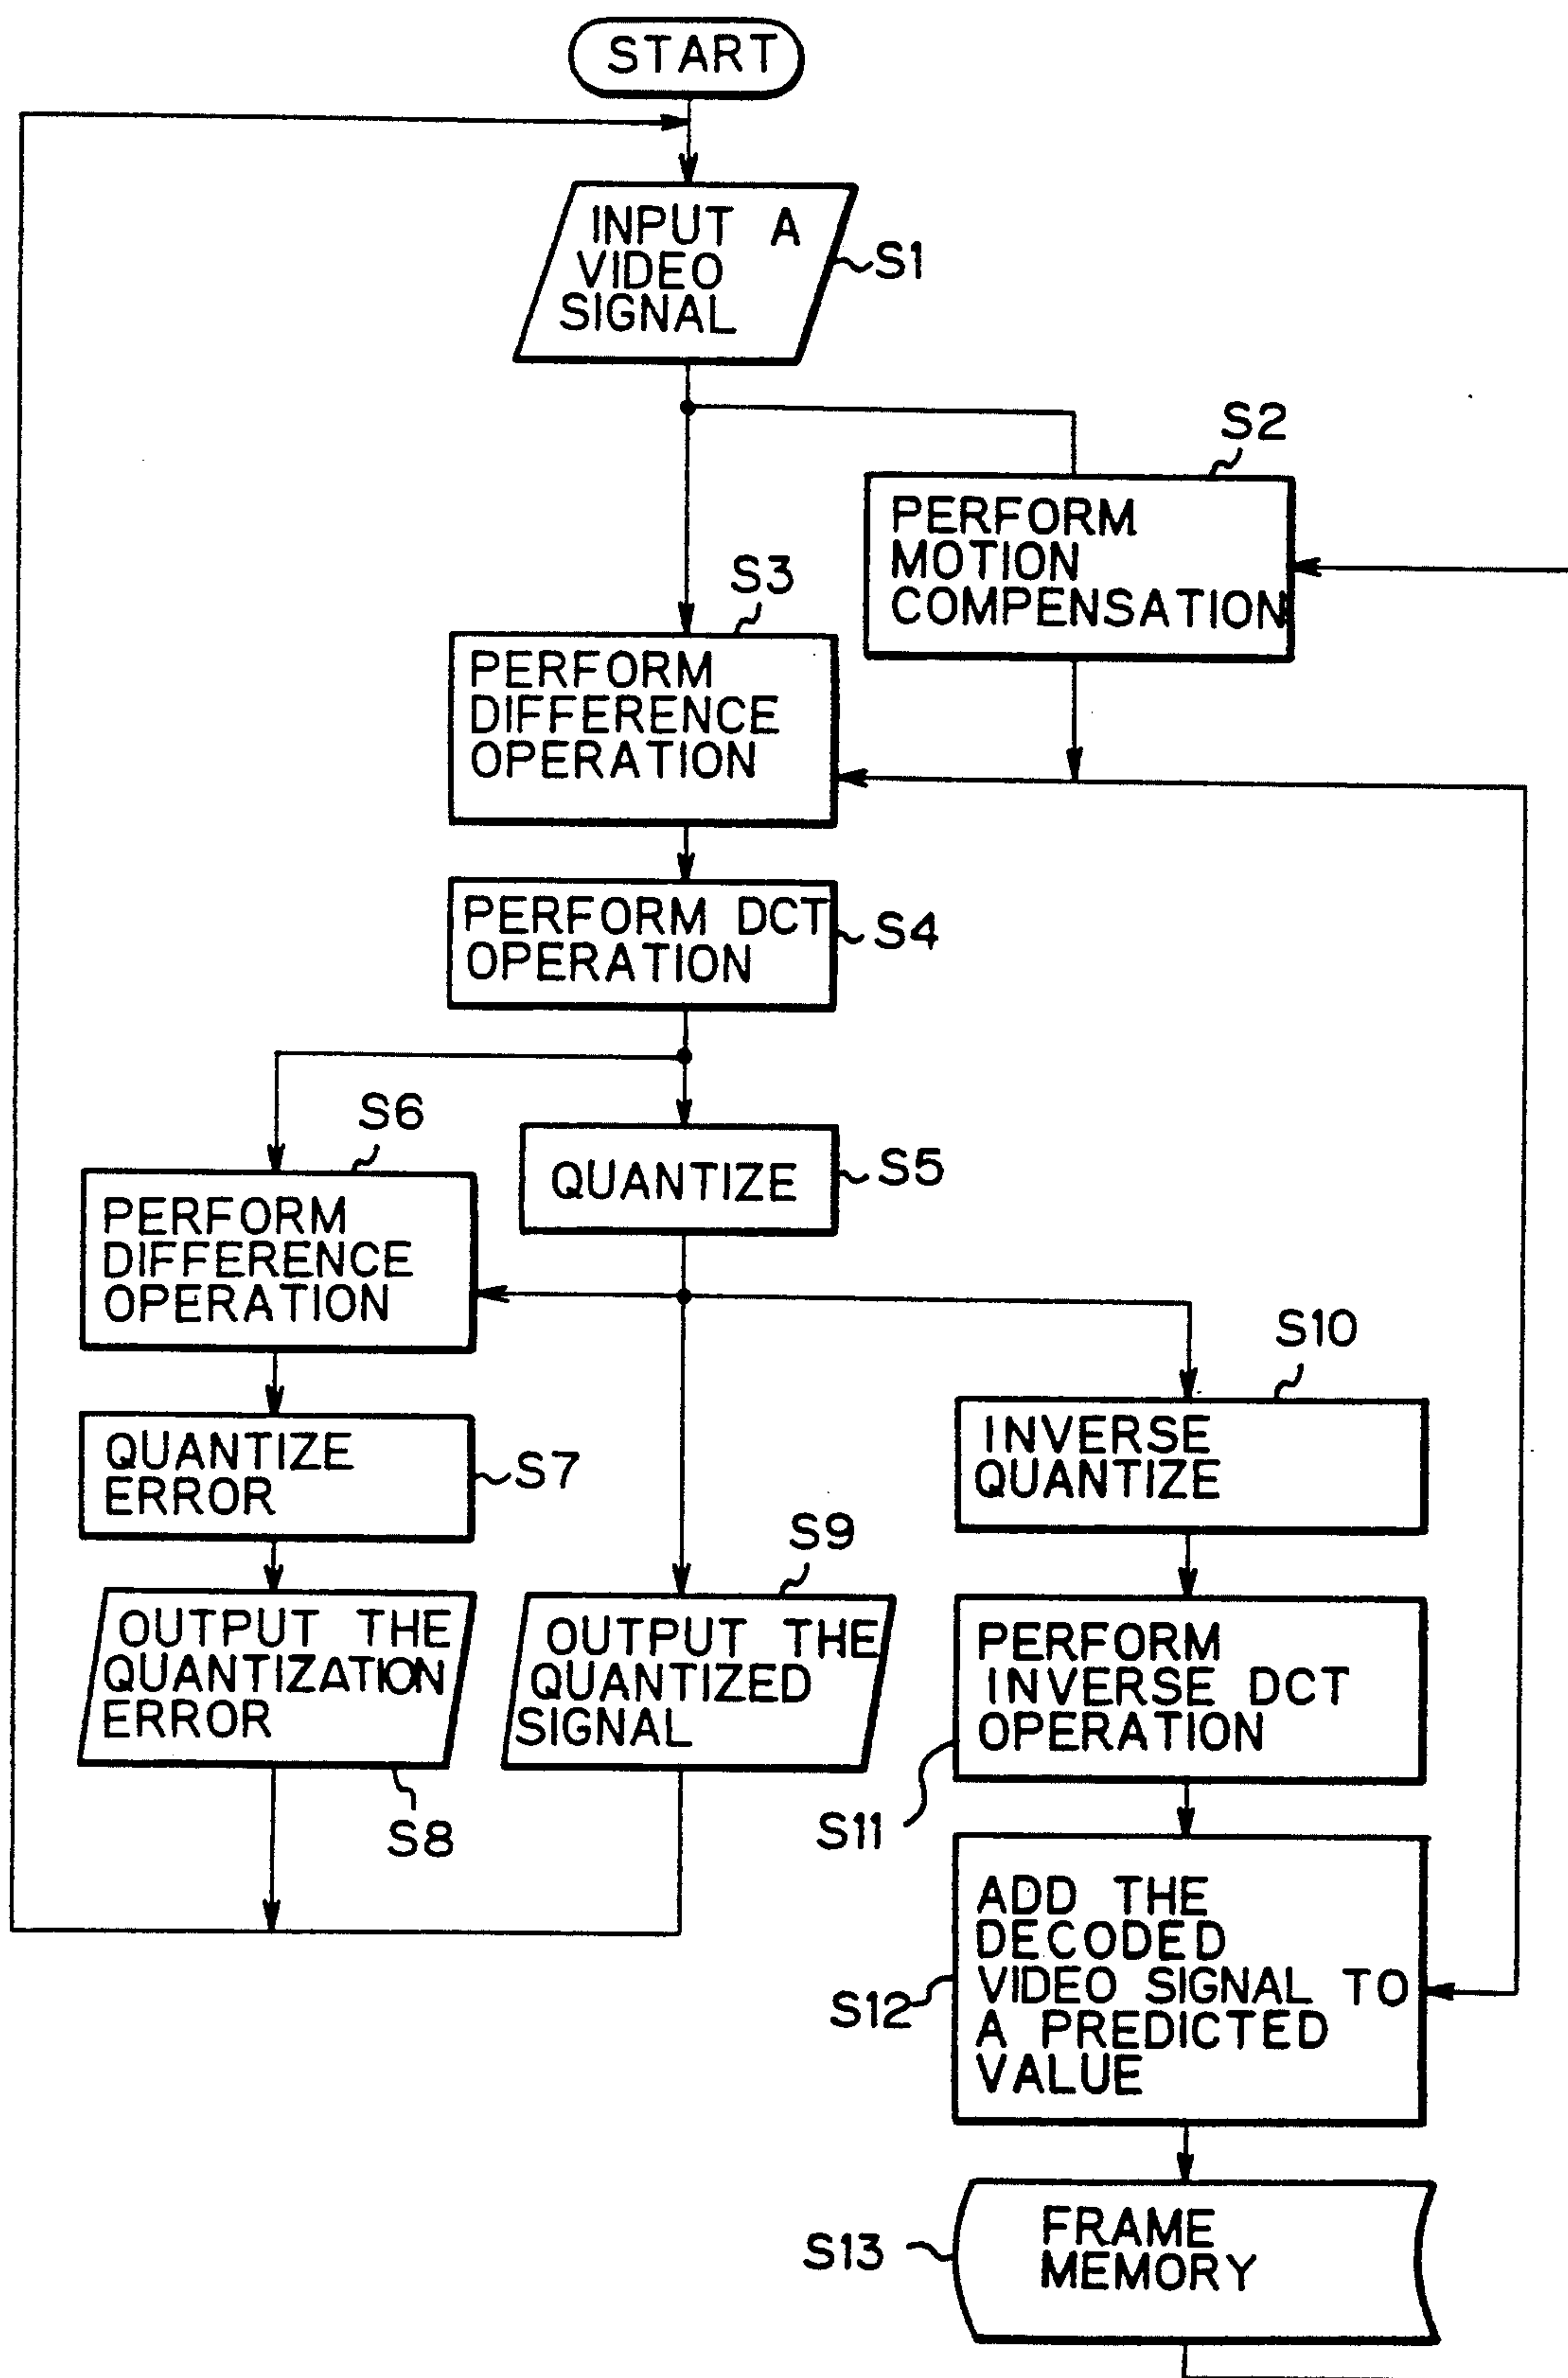 START
INPUT A
VIDEO
SIGNAL
S1
S2
PERFORM
MOTION
COMPENSATION
S3
PERFORM
DIFFERENCE
OPERATION
PERFORM DCT
OPERATION
S4
S6
PERFORM
DIFFERENCE
OPERATION
QUANTIZE
S5
S10
QUANTIZE
ERROR
S7
INVERSE
QUANTIZE
S9
OUTPUT THE
QUANTIZATION
ERROR
S8
OUTPUT THE
QUANTIZED
SIGNAL
PERFORM
INVERSE DCT
OPERATION
S11
ADD THE
DECODED
VIDEO SIGNAL TO
A PREDICTED
VALUE
S12
FRAME
MEMORY
S13